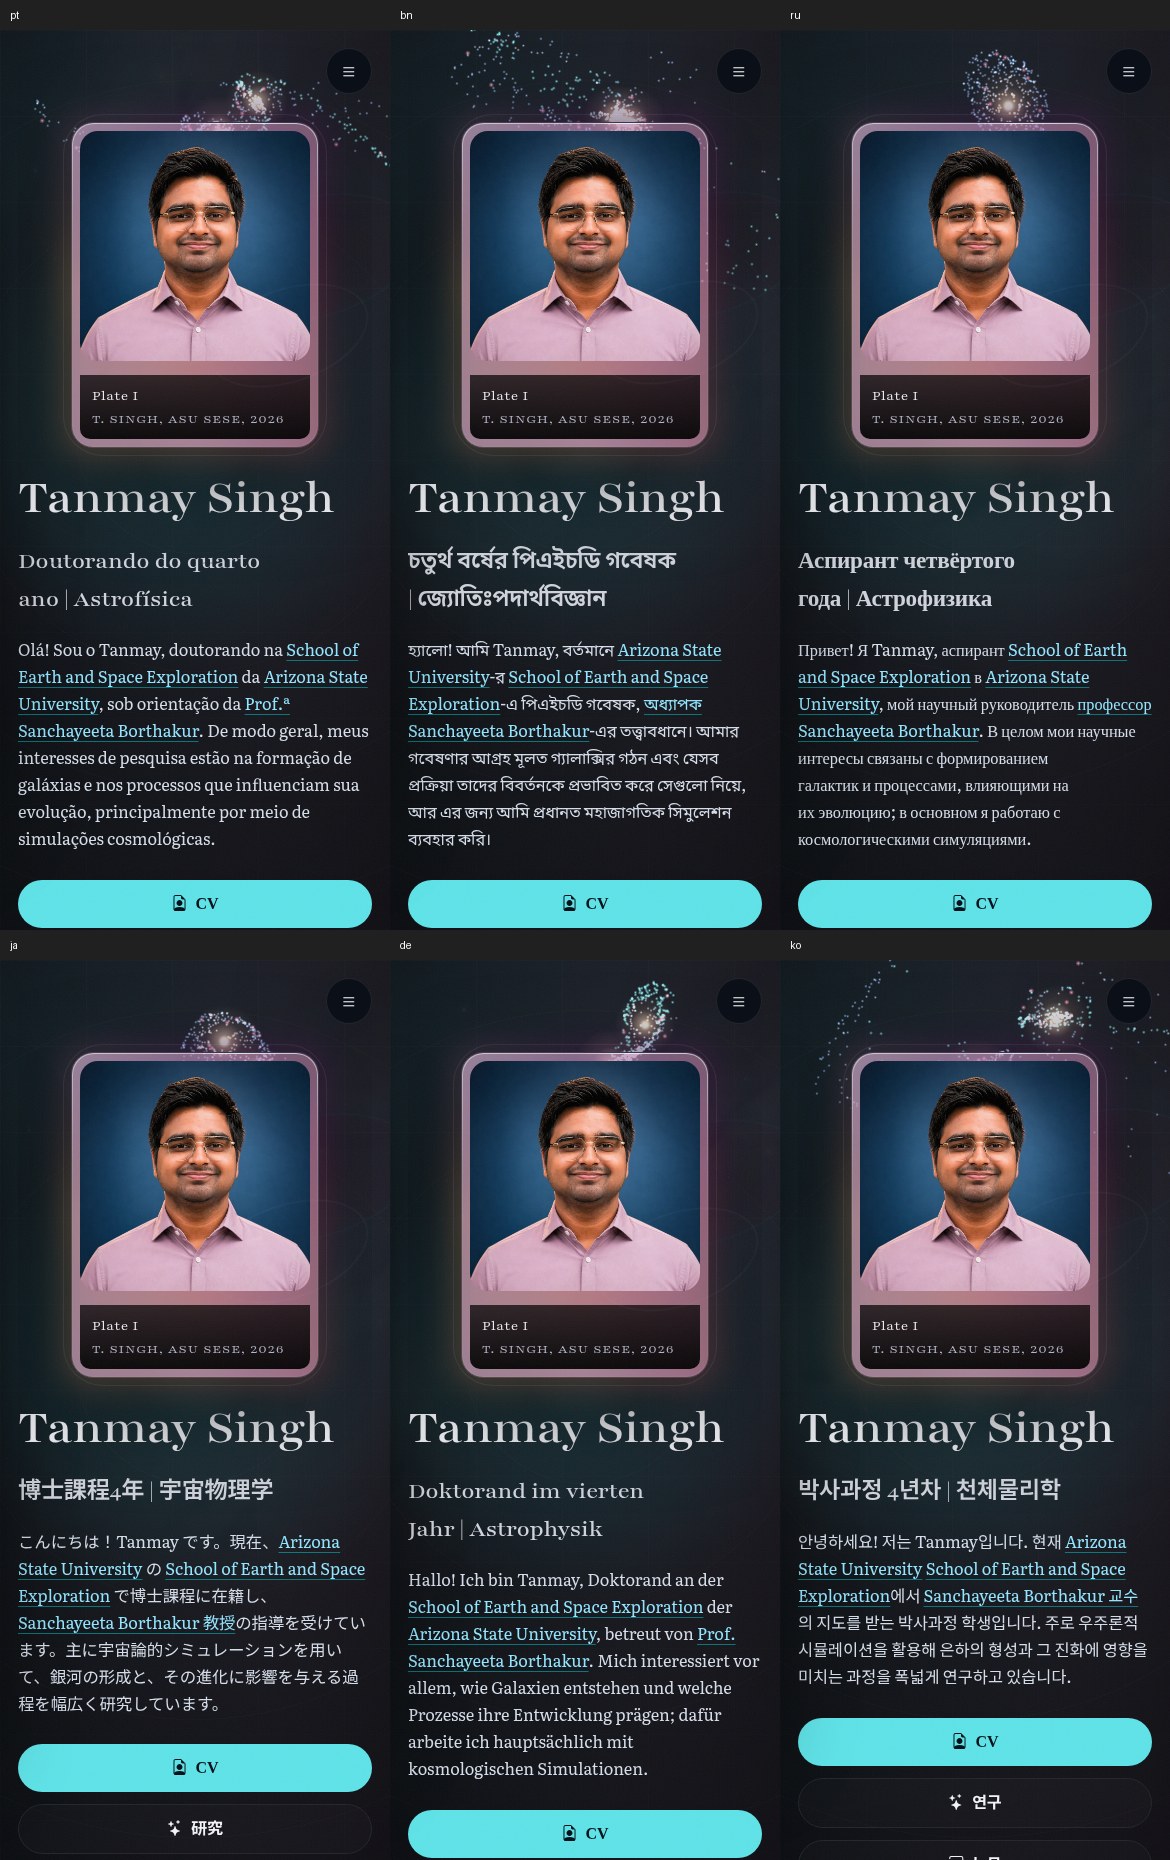 pt
Plate I
T. SINGH, ASU SESE, 2026
Tanmay Singh
Doutorando do quarto
ano | Astrofísica
Olá! Sou o Tanmay, doutorando na School of
Earth and Space Exploration da Arizona State
University, sob orientação da Prof.ª
Sanchayeeta Borthakur. De modo geral, meus
interesses de pesquisa estão na formação de
galáxias e nos processos que influenciam sua
evolução, principalmente por meio de
simulações cosmológicas.
CV
bn
Plate I
T. SINGH, ASU SESE, 2026
Tanmay Singh
চতুর্থ বর্ষের পিএইচডি গবেষক
| জ্যোতিঃপদার্থবিজ্ঞান
হ্যালো! আমি Tanmay, বর্তমানে Arizona State
University-র School of Earth and Space
Exploration-এ পিএইচডি গবেষক, অধ্যাপক
Sanchayeeta Borthakur-এর তত্ত্বাবধানে। আমার
গবেষণার আগ্রহ মূলত গ্যালাক্সির গঠন এবং যেসব
প্রক্রিয়া তাদের বিবর্তনকে প্রভাবিত করে সেগুলো নিয়ে,
আর এর জন্য আমি প্রধানত মহাজাগতিক সিমুলেশন
ব্যবহার করি।
CV
ru
Plate I
T. SINGH, ASU SESE, 2026
Tanmay Singh
Аспирант четвёртого
года | Астрофизика
Привет! Я Tanmay, аспирант School of Earth
and Space Exploration в Arizona State
University, мой научный руководитель профессор
Sanchayeeta Borthakur. В целом мои научные
интересы связаны с формированием
галактик и процессами, влияющими на
их эволюцию; в основном я работаю с
космологическими симуляциями.
CV
ja
Plate I
T. SINGH, ASU SESE, 2026
Tanmay Singh
博士課程4年 | 宇宙物理学
こんにちは！Tanmay です。現在、Arizona
State University の School of Earth and Space
Exploration で博士課程に在籍し、
Sanchayeeta Borthakur 教授の指導を受けてい
ます。主に宇宙論的シミュレーションを用い
て、銀河の形成と、その進化に影響を与える過
程を幅広く研究しています。
CV
研究
de
Plate I
T. SINGH, ASU SESE, 2026
Tanmay Singh
Doktorand im vierten
Jahr | Astrophysik
Hallo! Ich bin Tanmay, Doktorand an der
School of Earth and Space Exploration der
Arizona State University, betreut von Prof.
Sanchayeeta Borthakur. Mich interessiert vor
allem, wie Galaxien entstehen und welche
Prozesse ihre Entwicklung prägen; dafür
arbeite ich hauptsächlich mit
kosmologischen Simulationen.
CV
ko
Plate I
T. SINGH, ASU SESE, 2026
Tanmay Singh
박사과정 4년차 | 천체물리학
안녕하세요! 저는 Tanmay입니다. 현재 Arizona
State University School of Earth and Space
Exploration에서 Sanchayeeta Borthakur 교수
의 지도를 받는 박사과정 학생입니다. 주로 우주론적
시뮬레이션을 활용해 은하의 형성과 그 진화에 영향을
미치는 과정을 폭넓게 연구하고 있습니다.
CV
연구